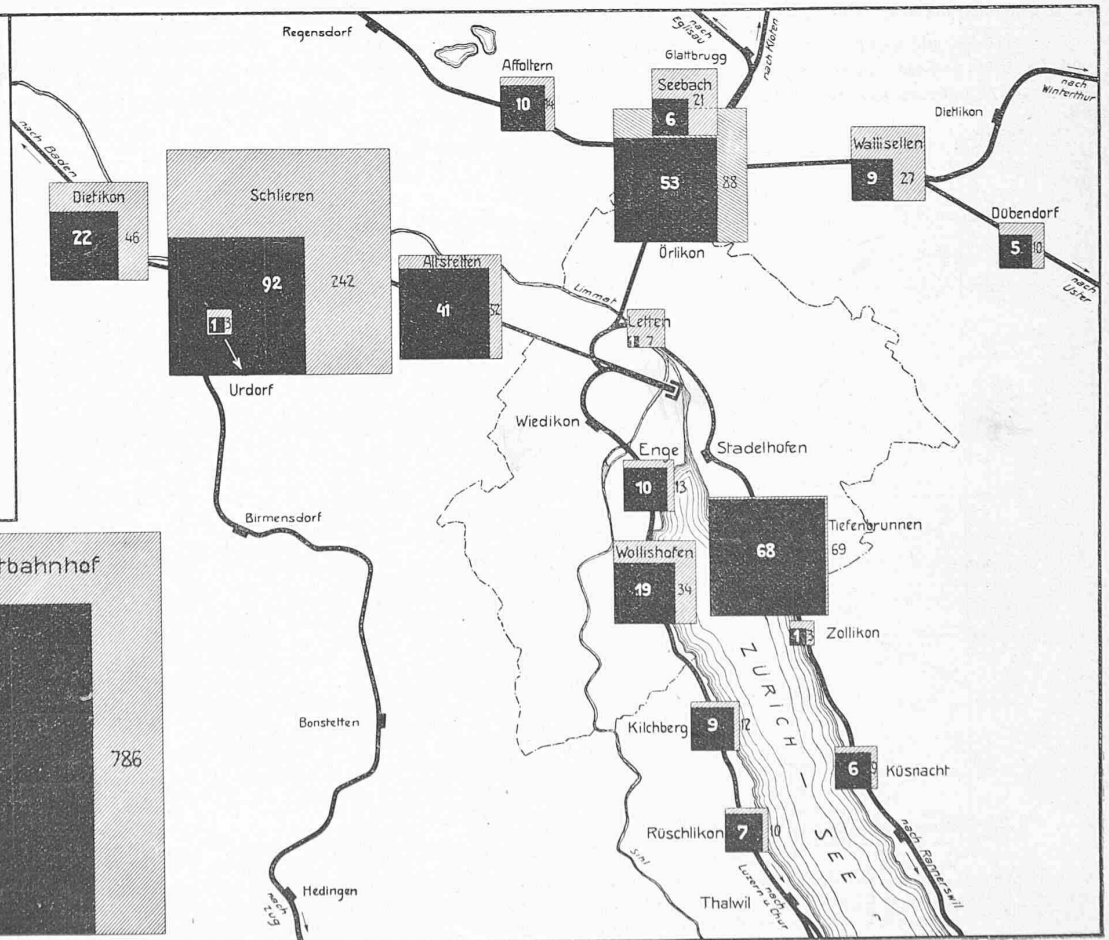 Regensdorf
nach
Eglisau
nach Kloten
Glattbrugg
Affoltern
10
14
Seebach
21
6
53
88
Örlikon
Wallisellen
9
27
Dietlikon
nach
Winterthur
Dübendorf
5
10
nach
Uster
nach Baden
Dietikon
22
46
Schlieren
92
242
1
3
Urdorf
Altstetten
41
52
Limmat
Letten
1
7
Wiedikon
Stadelhofen
Enge
10
13
Tiefenbrunnen
68
69
Wollishofen
19
34
1
3
Zollikon
Birmensdorf
tbahnhof
786
Bonstetten
Kilchberg
9
12
ZÜRICH – SEE
6
9
Küsnacht
Rüschlikon
7
10
nach
Luzern u. Chur
Thalwil
Sihl
Hedingen
nach
Zug